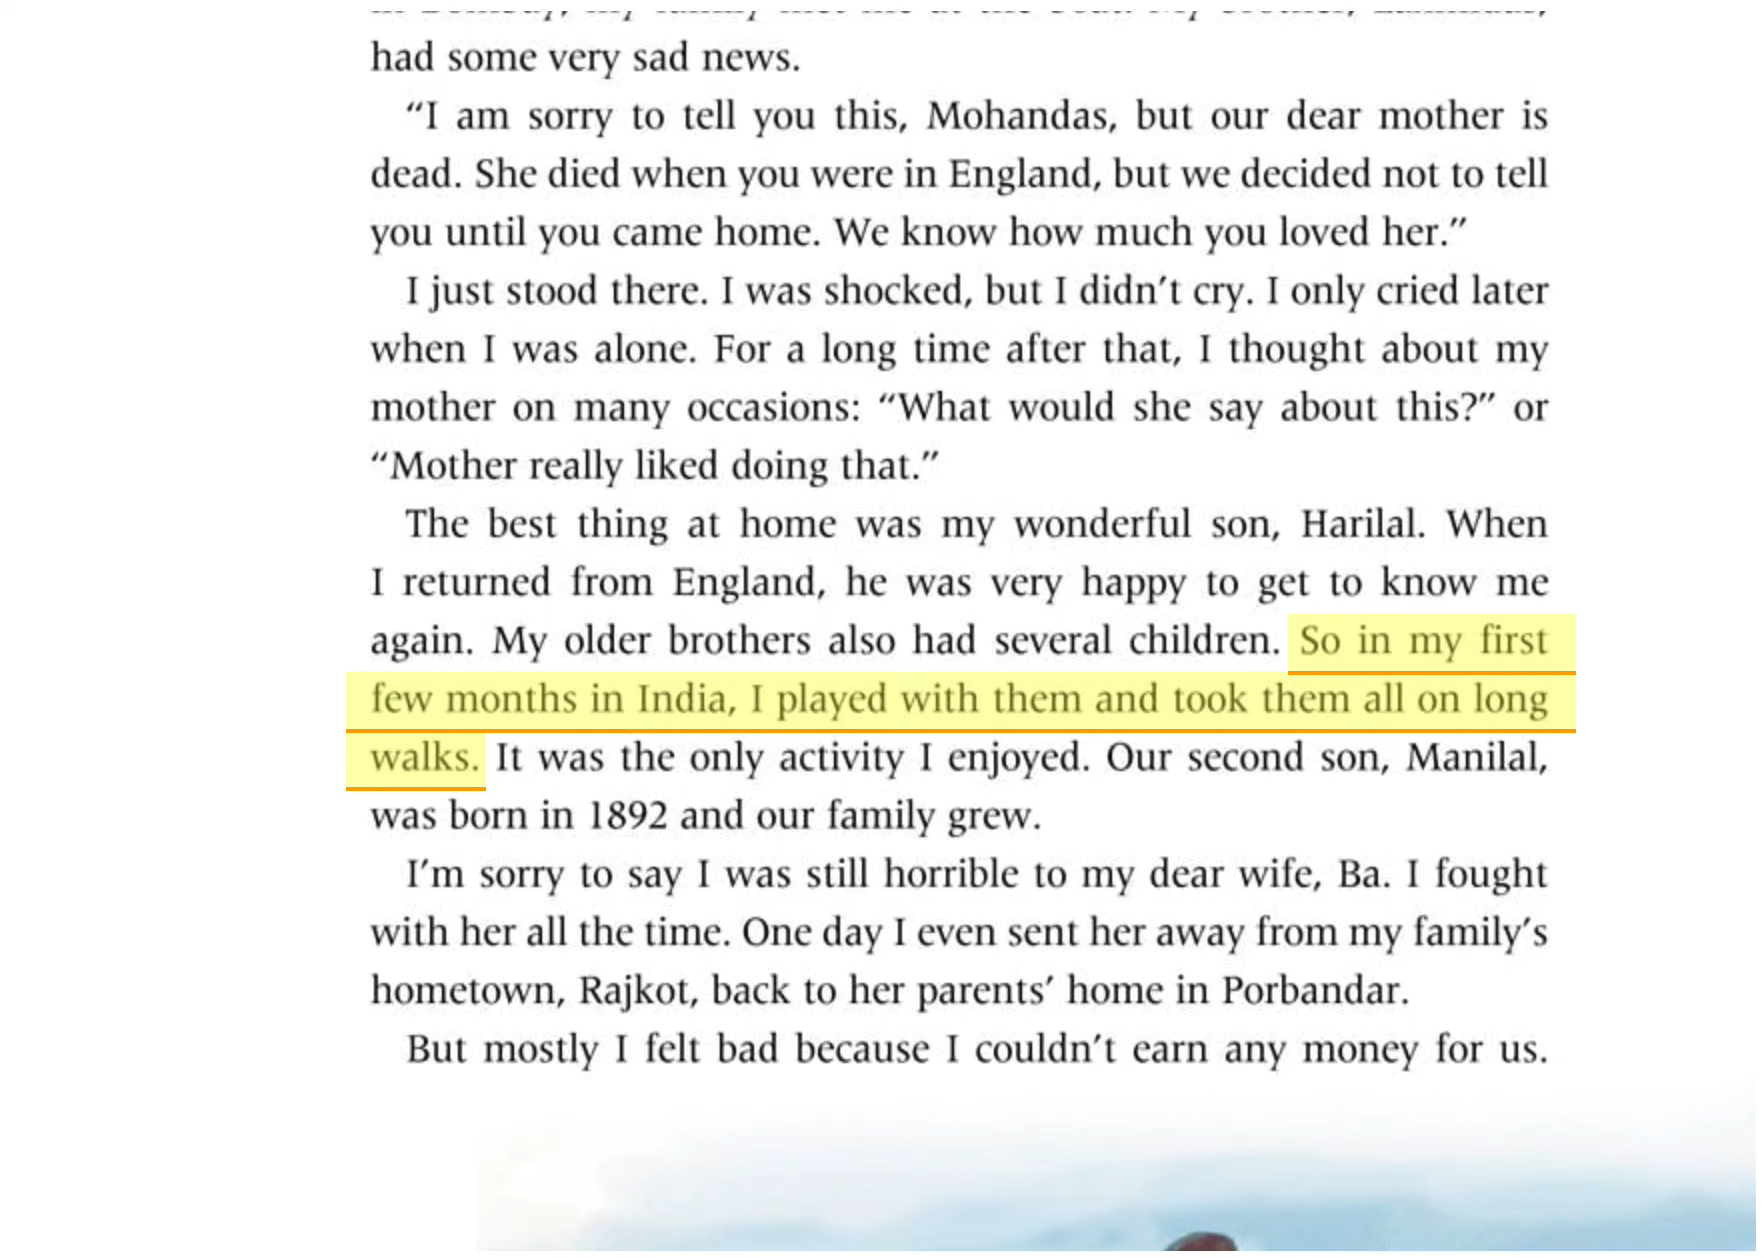 had some very sad news.
“I am sorry to tell you this, Mohandas, but our dear mother is
dead. She died when you were in England, but we decided not to tell
you until you came home. We know how much you loved her.”
I just stood there. I was shocked, but I didn’t cry. I only cried later
when I was alone. For a long time after that, I thought about my
mother on many occasions: “What would she say about this?” or
“Mother really liked doing that.”
The best thing at home was my wonderful son, Harilal. When
I returned from England, he was very happy to get to know me
again. My older brothers also had several children. So in my first
few months in India, I played with them and took them all on long
walks. It was the only activity I enjoyed. Our second son, Manilal,
was born in 1892 and our family grew.
I’m sorry to say I was still horrible to my dear wife, Ba. I fought
with her all the time. One day I even sent her away from my family’s
hometown, Rajkot, back to her parents’ home in Porbandar.
But mostly I felt bad because I couldn’t earn any money for us.